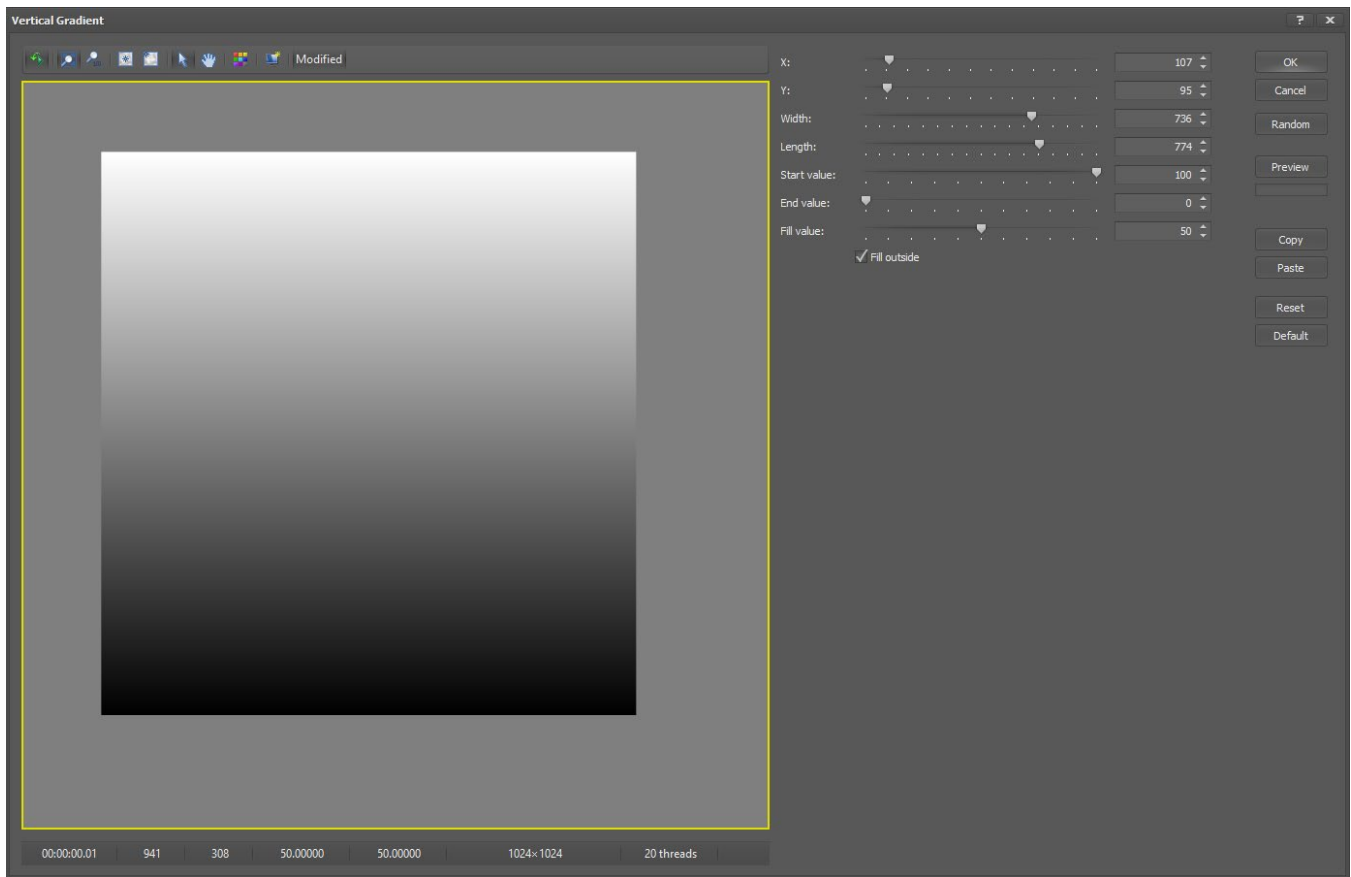 Vertical Gradient
? x
Modified
X: 107
Y: 95
Width: 736
Length: 774
Start value: 100
End value: 0
Fill value: 50
Fill outside
OK
Cancel
Random
Preview
Copy
Paste
Reset
Default
00:00:00.01 941 308 50.00000 50.00000 1024×1024 20 threads